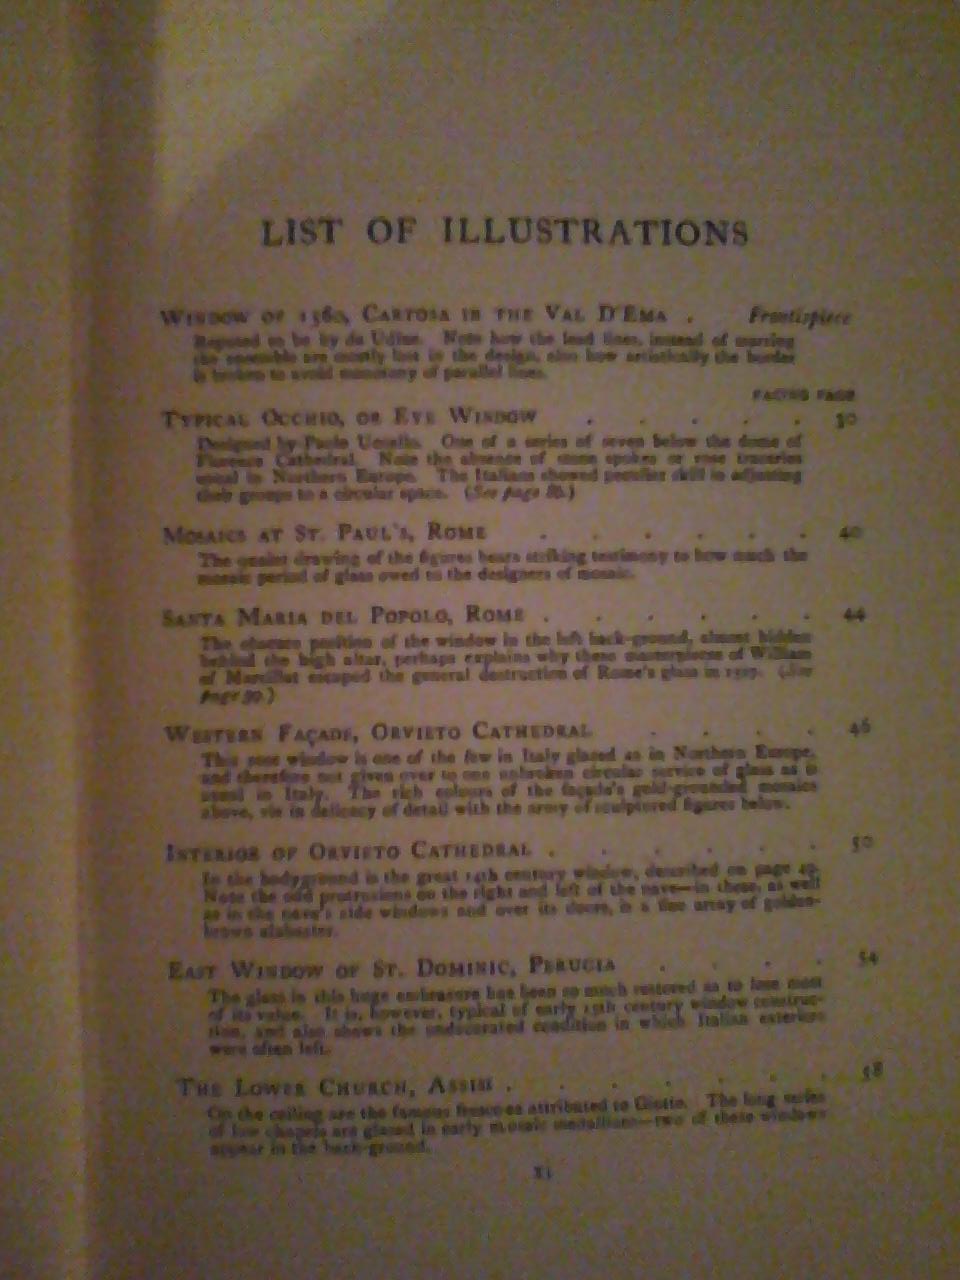 LIST OF ILLUSTRATIONS
WINDOW OF 1560, CARTOSA IN THE VAL D'EMA . Frontispiece
Reputed to be by da Udine. Note how the lead lines, instead of marring
the ensemble are mostly lost in the design, also how artistically the border
is broken to avoid monotony of parallel lines.
FACING PAGE
TYPICAL OCCHIO, OR EYE WINDOW . . . . . 30
Designed by Paolo Uccello. One of a series of seven below the dome of
Florence Cathedral. Note the absence of stone spokes or rose traceries
usual in Northern Europe. The Italians showed peculiar skill in adjusting
their groups to a circular space. (See page 86.)
MOSAICS AT ST. PAUL'S, ROME . . . . . . 40
The quaint drawing of the figures bears striking testimony to how much the
mosaic period of glass owed to the designers of mosaic.
SANTA MARIA DEL POPOLO, ROME . . . . . . 44
The obscure position of the window in the left back-ground, almost hidden
behind the high altar, perhaps explains why these masterpieces of William
of Marcillat escaped the general destruction of Rome's glass in 1527. (See
page 30.)
WESTERN FAÇADE, ORVIETO CATHEDRAL . . . . 46
This rose window is one of the few in Italy glazed as in Northern Europe,
and therefore not given over to one unbroken circular service of glass as is
usual in Italy. The rich colours of the façade's gold-grounded mosaics
above, vie in delicacy of detail with the army of sculptured figures below.
INTERIOR OF ORVIETO CATHEDRAL . . . . . . 50
In the bodyground is the great 14th century window, described on page 49.
Note the odd protrusions on the right and left of the nave—in these, as well
as in the nave's side windows and over its doors, is a fine array of golden-
brown alabaster.
EAST WINDOW OF ST. DOMINIC, PERUGIA . . . . 54
The glass in this huge embrasure has been so much restored as to lose most
of its value. It is, however, typical of early 15th century window construc-
tion, and also shows the undecorated condition in which Italian exteriors
were often left.
THE LOWER CHURCH, ASSISI . . . . . . . 58
On the ceiling are the famous frescoes attributed to Giotto. The long series
of low chapels are glazed in early mosaic medallions—two of these windows
appear in the back-ground.
xi